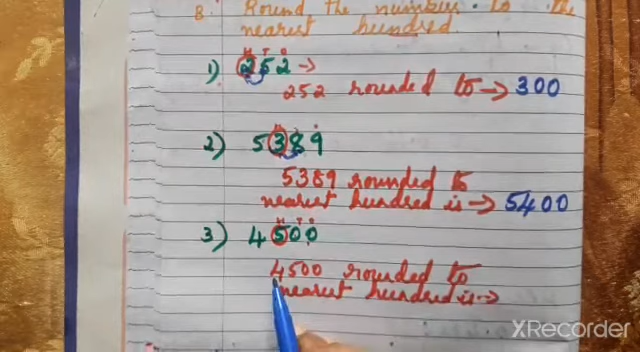 B. Round the numbers to the
nearest hundred
H T O
1) 252 →
252 rounded to → 300
H T O
2) 5389
5389 rounded to
nearest hundred is → 5400
H T O
3) 4500
4500 rounded to
nearest hundred is →
XRecorder